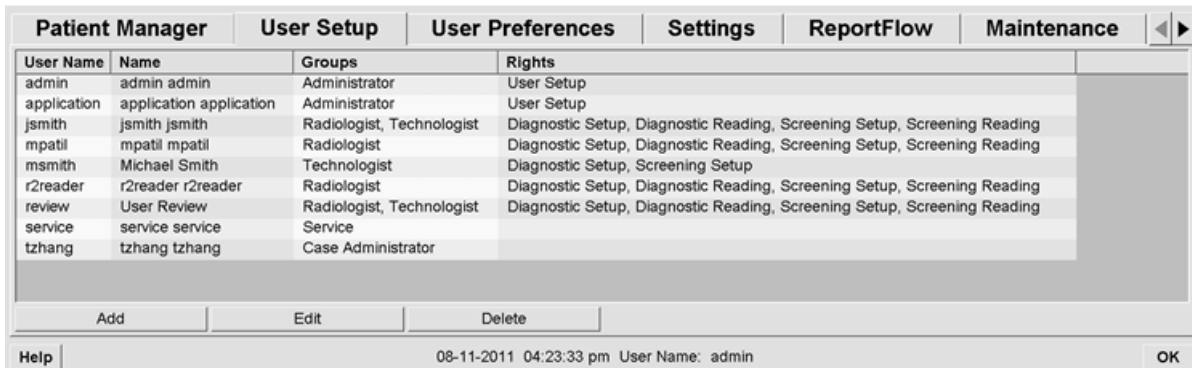 Patient Manager User Setup User Preferences Settings ReportFlow Maintenance
User Name Name Groups Rights
admin admin admin Administrator User Setup
application application application Administrator User Setup
jsmith jsmith jsmith Radiologist, Technologist Diagnostic Setup, Diagnostic Reading, Screening Setup, Screening Reading
mpatil mpatil mpatil Radiologist Diagnostic Setup, Diagnostic Reading, Screening Setup, Screening Reading
msmith Michael Smith Technologist Diagnostic Setup, Screening Setup
r2reader r2reader r2reader Radiologist Diagnostic Setup, Diagnostic Reading, Screening Setup, Screening Reading
review User Review Radiologist, Technologist Diagnostic Setup, Diagnostic Reading, Screening Setup, Screening Reading
service service service Service
tzhang tzhang tzhang Case Administrator
Add Edit Delete
Help 08-11-2011 04:23:33 pm User Name: admin OK